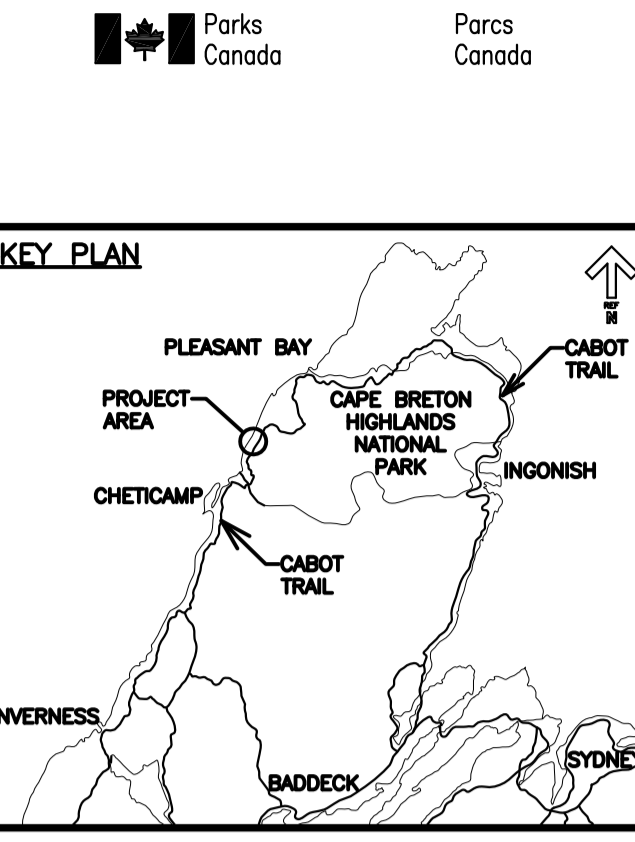 Parks
Canada
Parcs
Canada
KEY PLAN
REF
N
PLEASANT BAY
CABOT
TRAIL
PROJECT
AREA
CAPE BRETON
HIGHLANDS
NATIONAL
PARK
INGONISH
CHETICAMP
CABOT
TRAIL
NVERNESS
SYDNEY
BADDECK